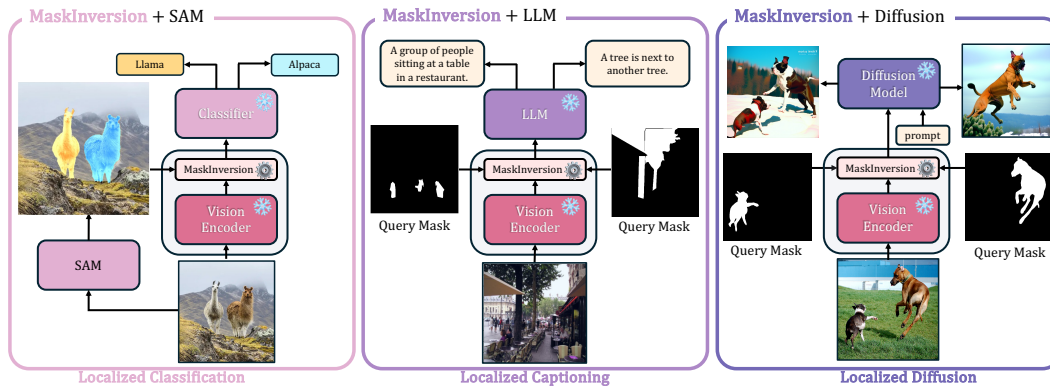 MaskInversion + SAM
Llama
Alpaca
Classifier
MaskInversion
Vision
Encoder
SAM
Localized Classification
MaskInversion + LLM
A group of people
sitting at a table
in a restaurant.
A tree is next to
another tree.
LLM
MaskInversion
Query Mask
Query Mask
Vision
Encoder
Localized Captioning
MaskInversion + Diffusion
Diffusion
Model
prompt
MaskInversion
Query Mask
Query Mask
Vision
Encoder
Localized Diffusion